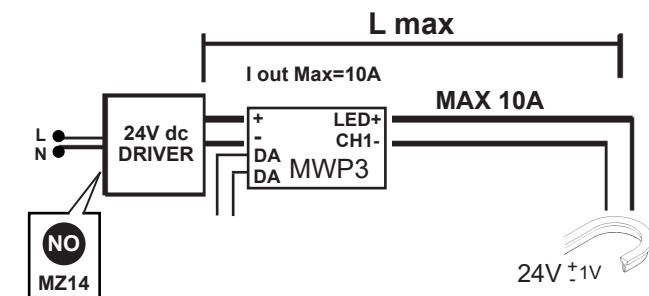 L max
I out Max=10A
MAX 10A
L
N
24V dc
DRIVER
+
-
DA
DA
MWP3
LED+
CH1-
NO
MZ14
24V ±1V